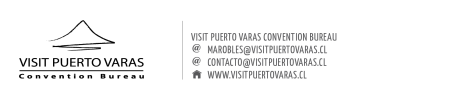 VISIT PUERTO VARAS
Convention Bureau
VISIT PUERTO VARAS CONVENTION BUREAU
@ MAROBLES@VISITPUERTOVARAS.CL
@ CONTACTO@VISITPUERTOVARAS.CL
WWW.VISITPUERTOVARAS.CL